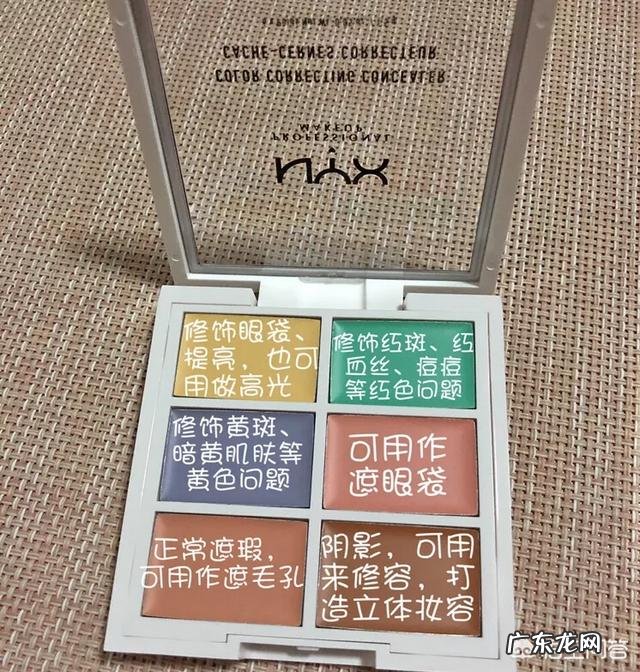 CACHE-CERNES CORRECTEUR
COLOR CORRECTING CONCEALER
MAKEUP
PROFESSIONAL
NYX
修饰眼袋、
提亮，也可
用做高光
修饰红斑、红
血丝、痘痘
等红色问题
修饰黄斑、
暗黄肌肤等
黄色问题
可用作
遮眼袋
正常遮瑕，
可用作遮毛孔
阴影，可用
来修容，打
造立体妆容
广东龙网